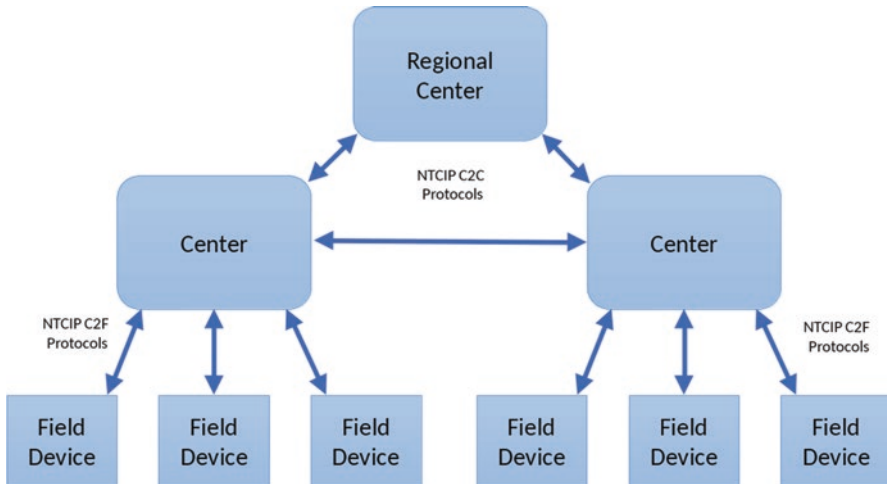 Regional
Center
NTCIP C2C
Protocols
Center
Center
NTCIP C2F
Protocols
NTCIP C2F
Protocols
Field
Device
Field
Device
Field
Device
Field
Device
Field
Device
Field
Device